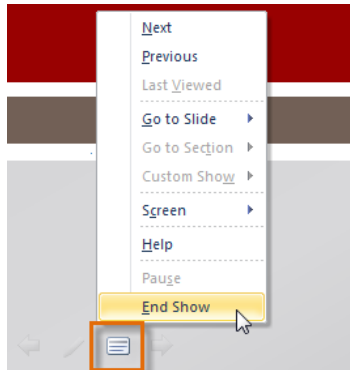 Next
Previous
Last Viewed
Go to Slide
Go to Section
Custom Show
Screen
Help
Pause
End Show